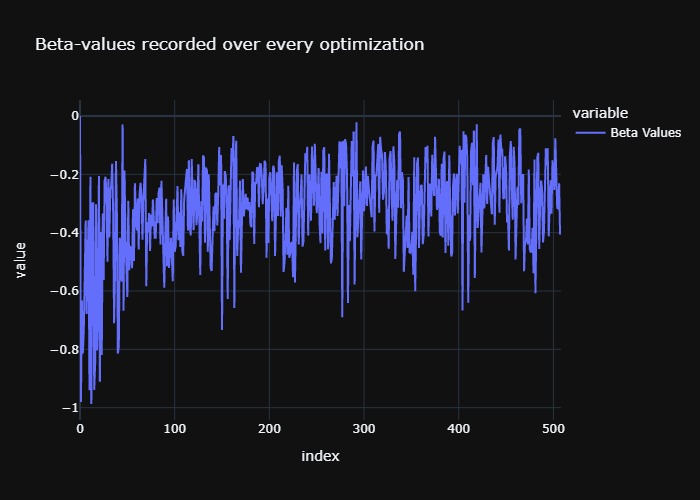 Beta-values recorded over every optimization
variable
Beta Values
0
−0.2
−0.4
−0.6
−0.8
−1
value
0
100
200
300
400
500
index